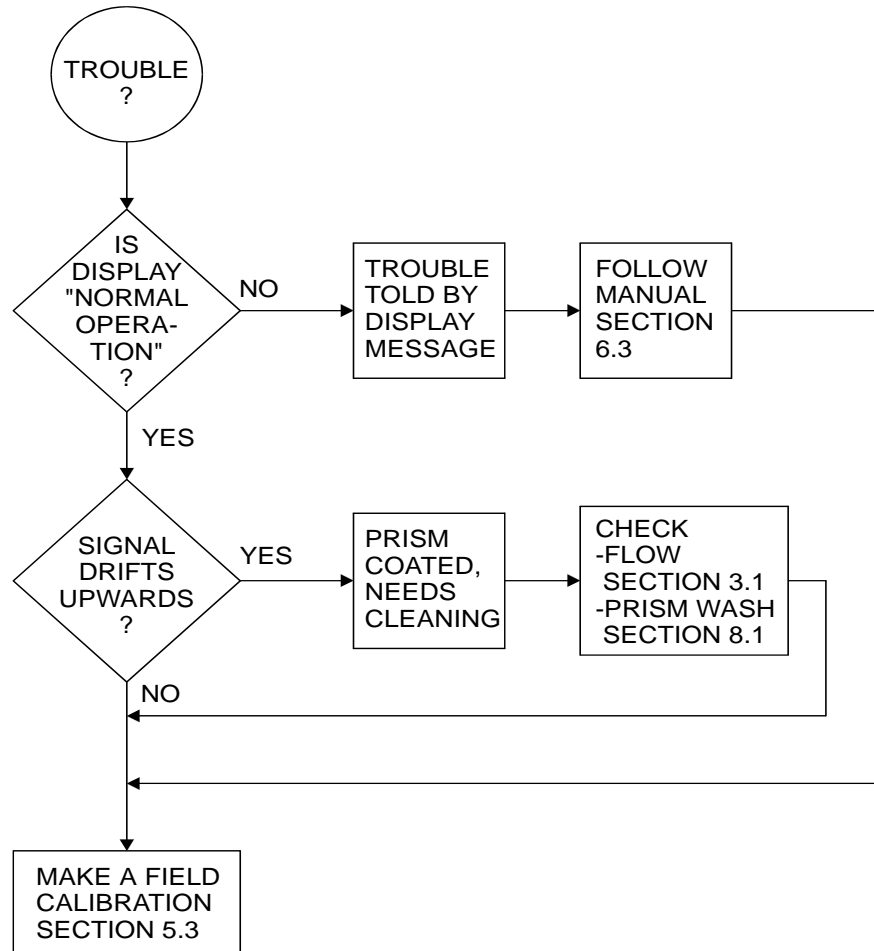 TROUBLE
?
IS
DISPLAY
"NORMAL
OPERA-
TION"
?
NO
TROUBLE
TOLD BY
DISPLAY
MESSAGE
FOLLOW
MANUAL
SECTION
6.3
YES
SIGNAL
DRIFTS
UPWARDS
?
YES
PRISM
COATED,
NEEDS
CLEANING
CHECK
-FLOW
SECTION 3.1
-PRISM WASH
SECTION 8.1
NO
MAKE A FIELD
CALIBRATION
SECTION 5.3